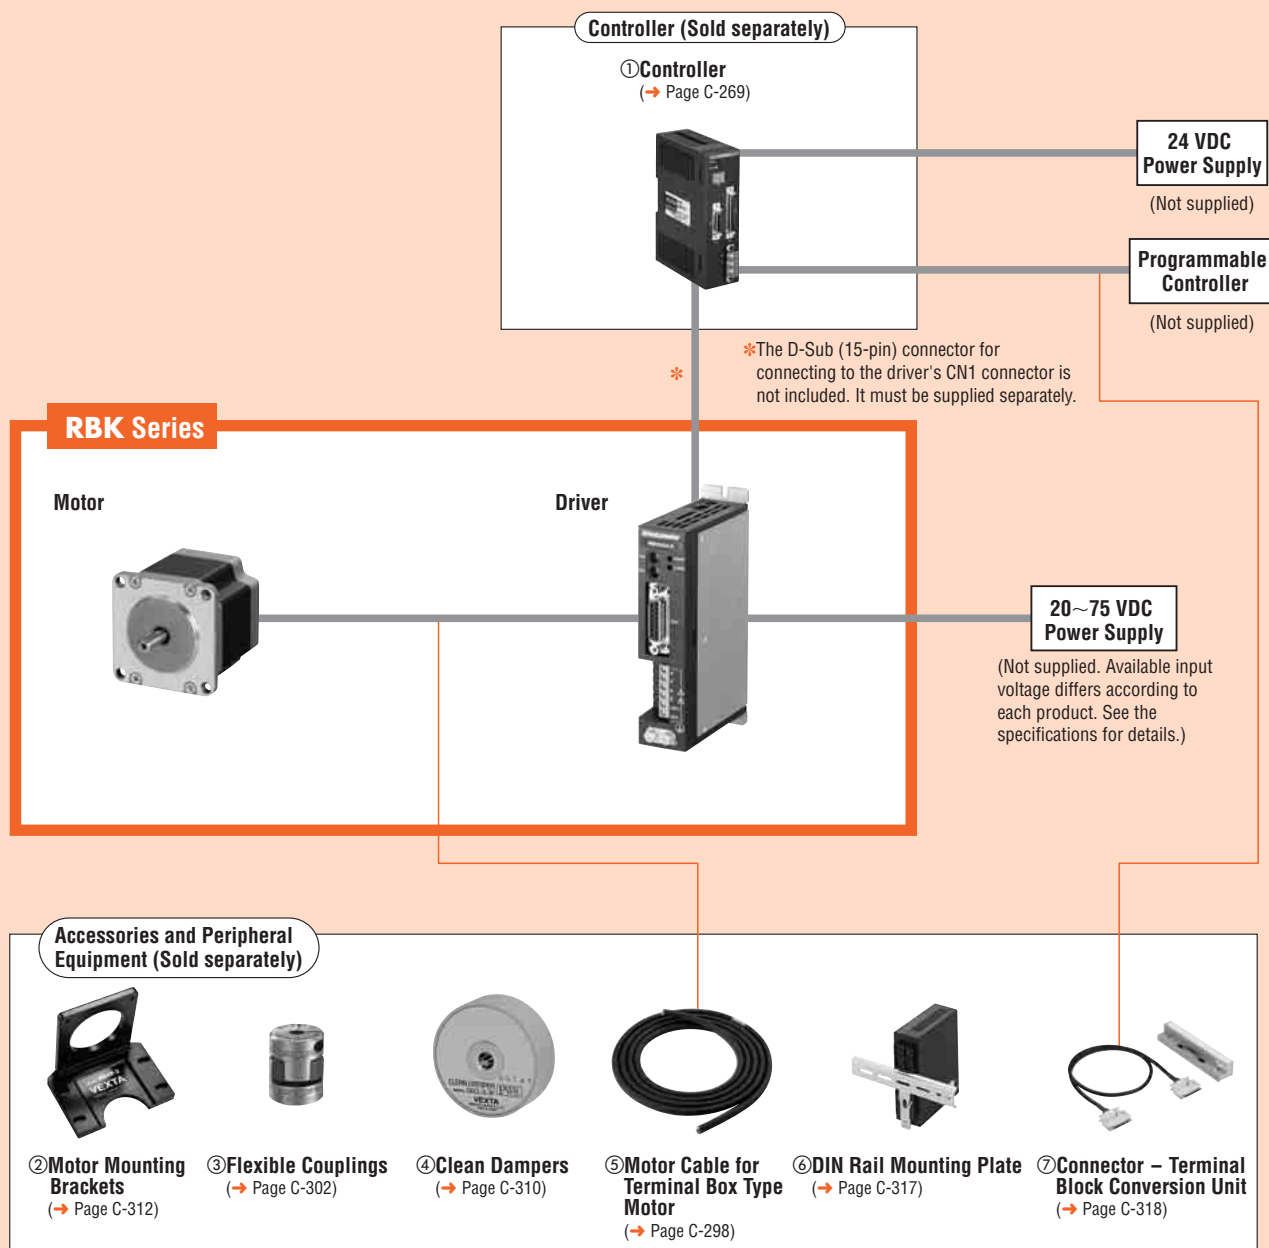 Controller (Sold separately)
①Controller
(➜ Page C-269)
24 VDC
Power Supply
(Not supplied)
Programmable
Controller
(Not supplied)
✻The D-Sub (15-pin) connector for
connecting to the driver's CN1 connector is
not included. It must be supplied separately.
✻
RBK Series
Motor
Driver
20～75 VDC
Power Supply
(Not supplied. Available input
voltage differs according to
each product. See the
specifications for details.)
Accessories and Peripheral
Equipment (Sold separately)
VEXTA
CLEAN DAMPER
VEXTA
②Motor Mounting
Brackets
(➜ Page C-312)
③Flexible Couplings
(➜ Page C-302)
④Clean Dampers
(➜ Page C-310)
⑤Motor Cable for
Terminal Box Type
Motor
(➜ Page C-298)
⑥DIN Rail Mounting Plate
(➜ Page C-317)
⑦Connector – Terminal
Block Conversion Unit
(➜ Page C-318)